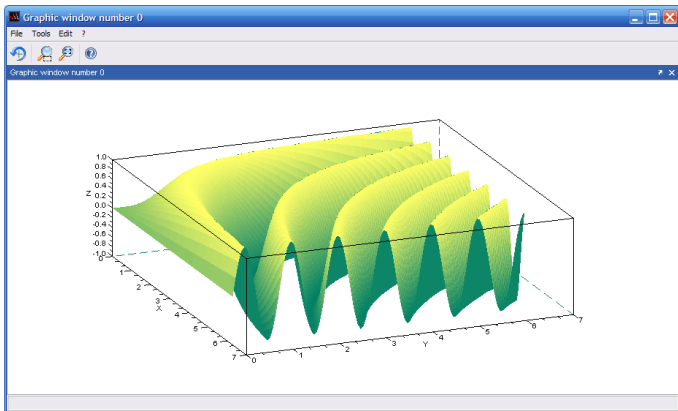 Graphic window number 0
File Tools Edit ?
Graphic window number 0
1.0
0.8
0.6
0.4
Z 0.2
0.0
-0.2
-0.4
-0.6
-0.8
-1.0
0
1
2
3
X 4
5
6
7
0 1 2 3 Y 4 5 6 7